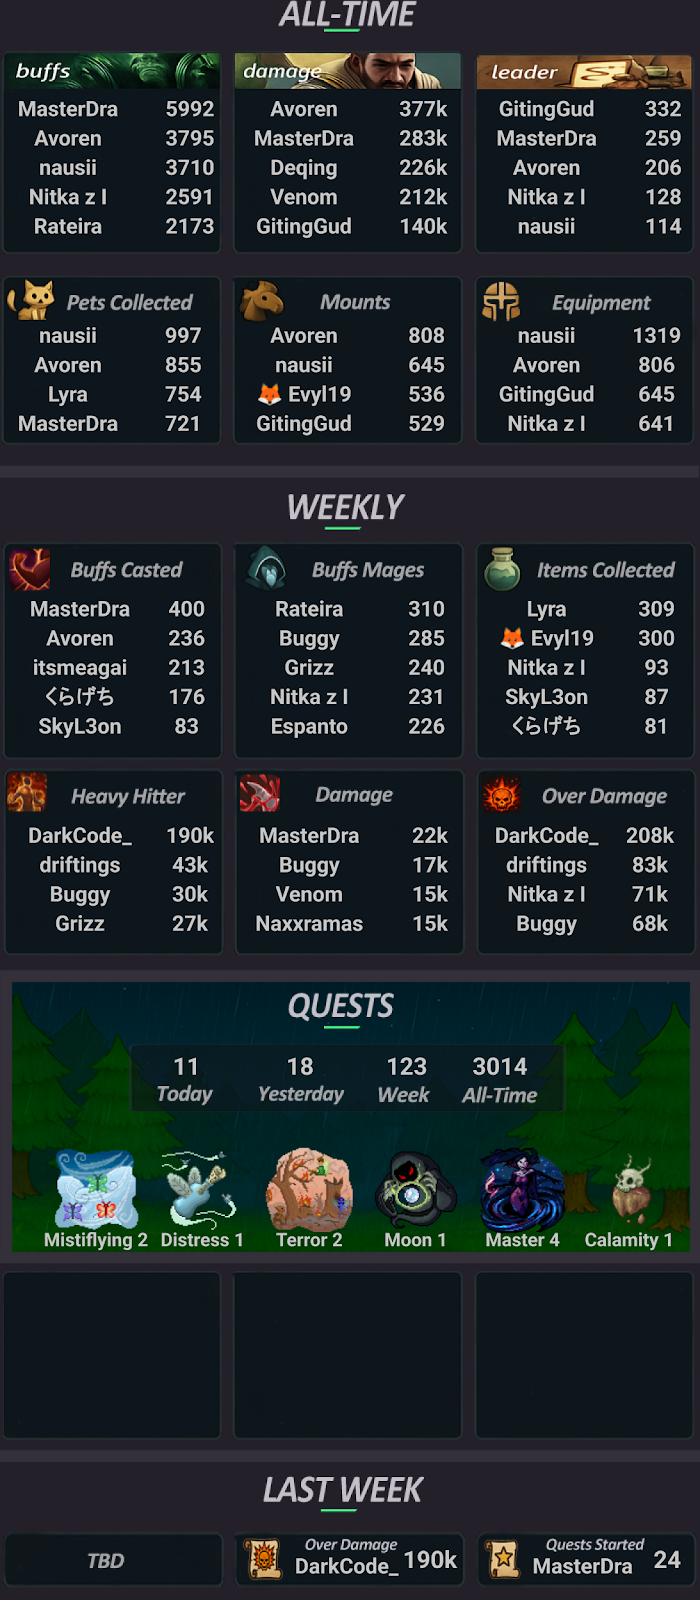 ALL-TIME
buffs
MasterDra 5992
Avoren 3795
nausii 3710
Nitka z l 2591
Rateira 2173
damage
Avoren 377k
MasterDra 283k
Deqing 226k
Venom 212k
GitingGud 140k
leader
GitingGud 332
MasterDra 259
Avoren 206
Nitka z l 128
nausii 114
Pets Collected
nausii 997
Avoren 855
Lyra 754
MasterDra 721
Mounts
Avoren 808
nausii 645
🦊 Evyl19 536
GitingGud 529
Equipment
nausii 1319
Avoren 806
GitingGud 645
Nitka z l 641
WEEKLY
Buffs Casted
MasterDra 400
Avoren 236
itsmeagai 213
くらげち 176
SkyL3on 83
Buffs Mages
Rateira 310
Buggy 285
Grizz 240
Nitka z l 231
Espanto 226
Items Collected
Lyra 309
🦊 Evyl19 300
Nitka z l 93
SkyL3on 87
くらげち 81
Heavy Hitter
DarkCode_ 190k
driftings 43k
Buggy 30k
Grizz 27k
Damage
MasterDra 22k
Buggy 17k
Venom 15k
Naxxramas 15k
Over Damage
DarkCode_ 208k
driftings 83k
Nitka z l 71k
Buggy 68k
QUESTS
11 18 123 3014
Today Yesterday Week All-Time
Mistiflying 2 Distress 1 Terror 2 Moon 1 Master 4 Calamity 1
LAST WEEK
TBD
Over Damage
DarkCode_ 190k
Quests Started
MasterDra 24